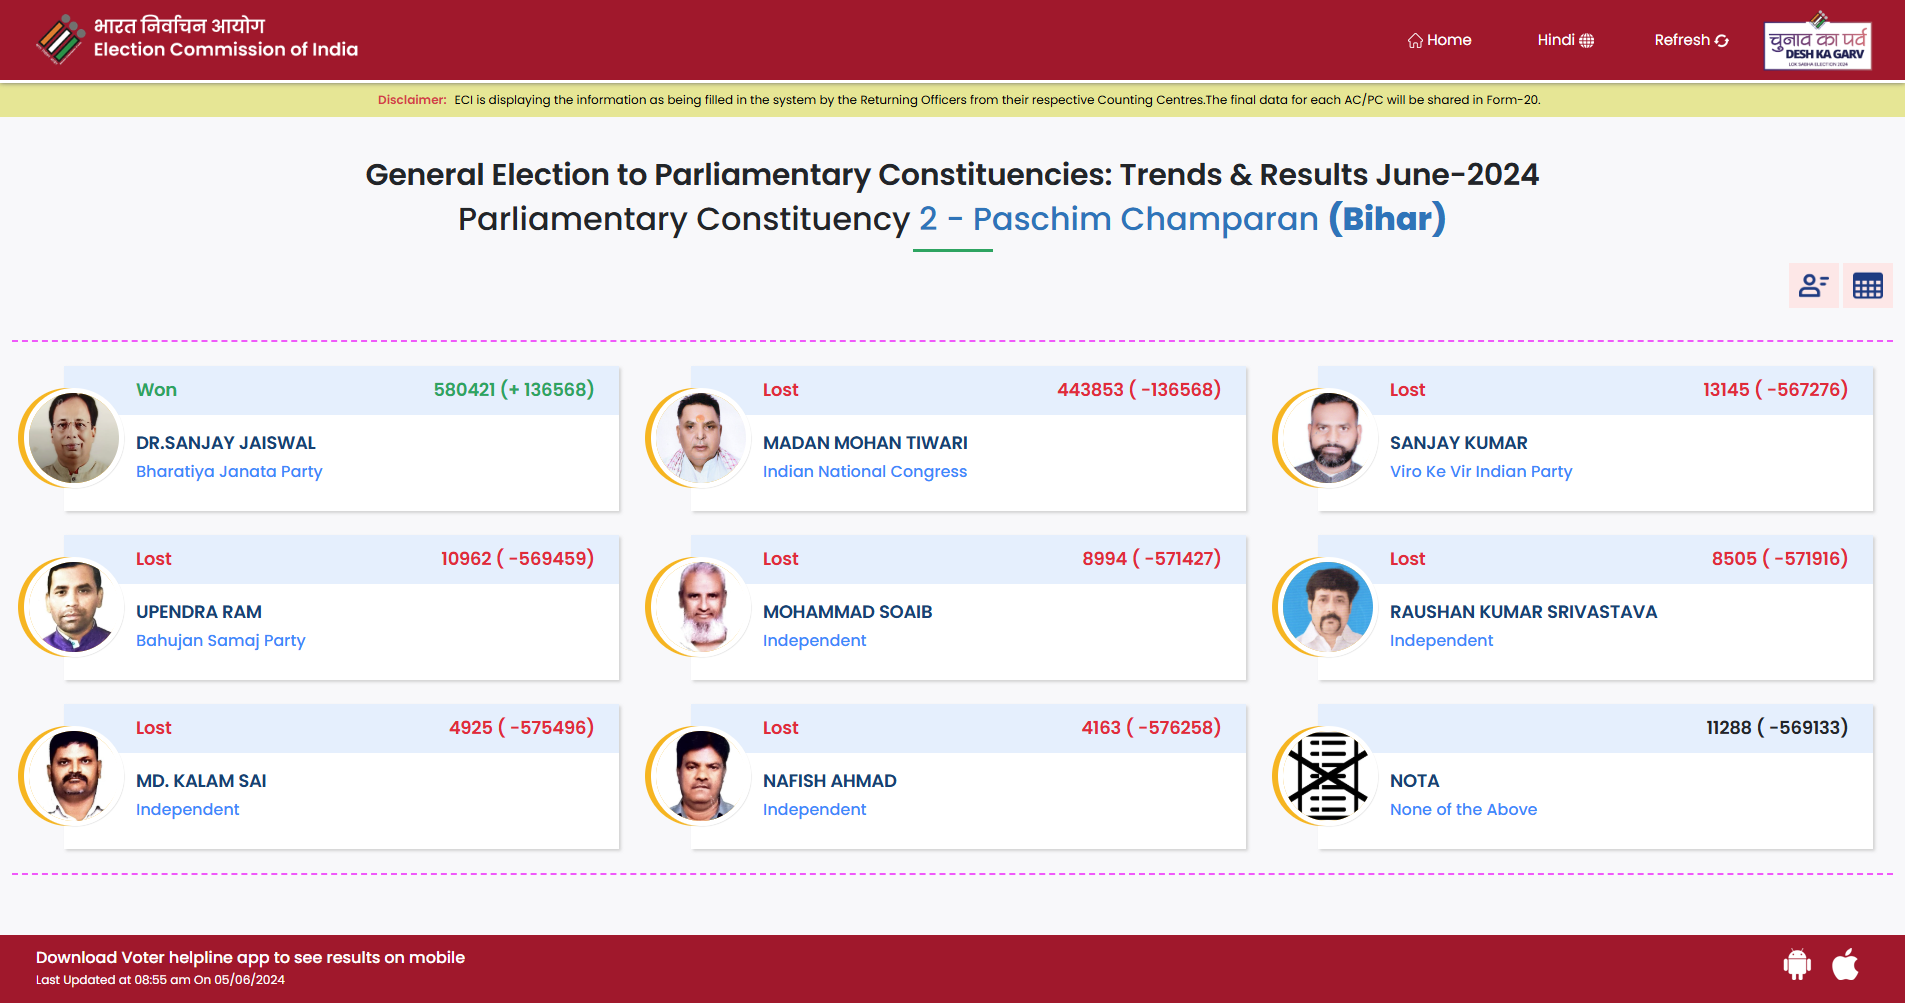 भारत निर्वाचन आयोग
Election Commission of India
Home
Hindi
Refresh
चुनाव का पर्व
DESH KA GARV
LOK SABHA ELECTION 2024
Disclaimer: ECI is displaying the information as being filled in the system by the Returning Officers from their respective Counting Centres.The final data for each AC/PC will be shared in Form-20.
General Election to Parliamentary Constituencies: Trends & Results June-2024
Parliamentary Constituency 2 - Paschim Champaran (Bihar)
Won 580421 (+ 136568)
DR.SANJAY JAISWAL
Bharatiya Janata Party
Lost 443853 ( -136568)
MADAN MOHAN TIWARI
Indian National Congress
Lost 13145 ( -567276)
SANJAY KUMAR
Viro Ke Vir Indian Party
Lost 10962 ( -569459)
UPENDRA RAM
Bahujan Samaj Party
Lost 8994 ( -571427)
MOHAMMAD SOAIB
Independent
Lost 8505 ( -571916)
RAUSHAN KUMAR SRIVASTAVA
Independent
Lost 4925 ( -575496)
MD. KALAM SAI
Independent
Lost 4163 ( -576258)
NAFISH AHMAD
Independent
11288 ( -569133)
NOTA
None of the Above
Download Voter helpline app to see results on mobile
Last Updated at 08:55 am On 05/06/2024